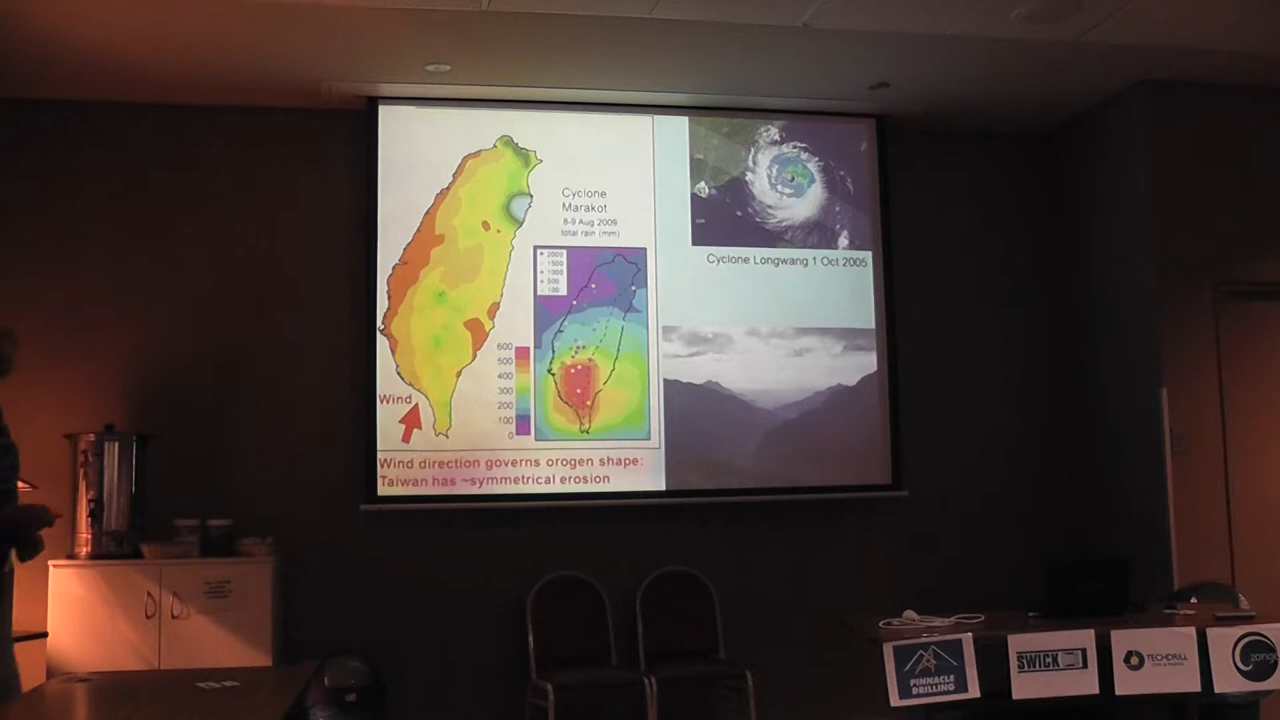 Cyclone
Marakot
8-9 Aug 2009
total rain (mm)
2000
1500
1000
500
100
600
500
400
300
200
100
0
Wind
Wind direction governs orogen shape:
Taiwan has ~symmetrical erosion
Cyclone Longwang 1 Oct 2005
PINNACLE
DRILLING
SWICK
TECHDRILL
zonge